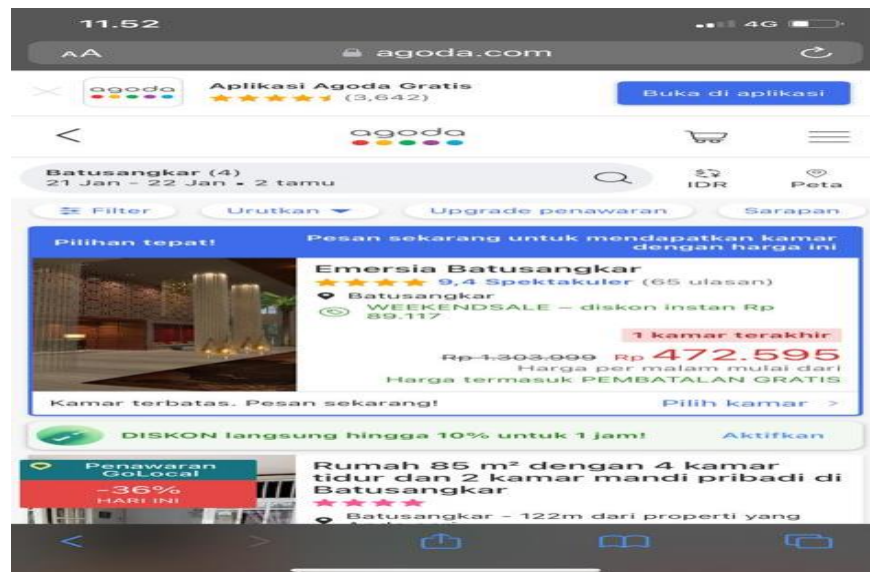 11.52
4G
AA
agoda.com
agoda
Aplikasi Agoda Gratis
(3,642)
Buka di aplikasi
agoda
Batusangkar (4)
21 Jan - 22 Jan • 2 tamu
IDR
Peta
Filter
Urutkan
Upgrade penawaran
Sarapan
Pilihan tepat!
Pesan sekarang untuk mendapatkan kamar
dengan harga ini
Emersia Batusangkar
9,4 Spektakuler (65 ulasan)
Batusangkar
WEEKENDSALE – diskon instan Rp
89.117
1 kamar terakhir
Rp 1.303.999 Rp 472.595
Harga per malam mulai dari
Harga termasuk PEMBATALAN GRATIS
Kamar terbatas. Pesan sekarang!
Pilih kamar >
DISKON langsung hingga 10% untuk 1 jam!
Aktifkan
Penawaran
GoLocal
-36%
HARI INI
Rumah 85 m² dengan 4 kamar
tidur dan 2 kamar mandi pribadi di
Batusangkar
Batusangkar - 122m dari properti yang